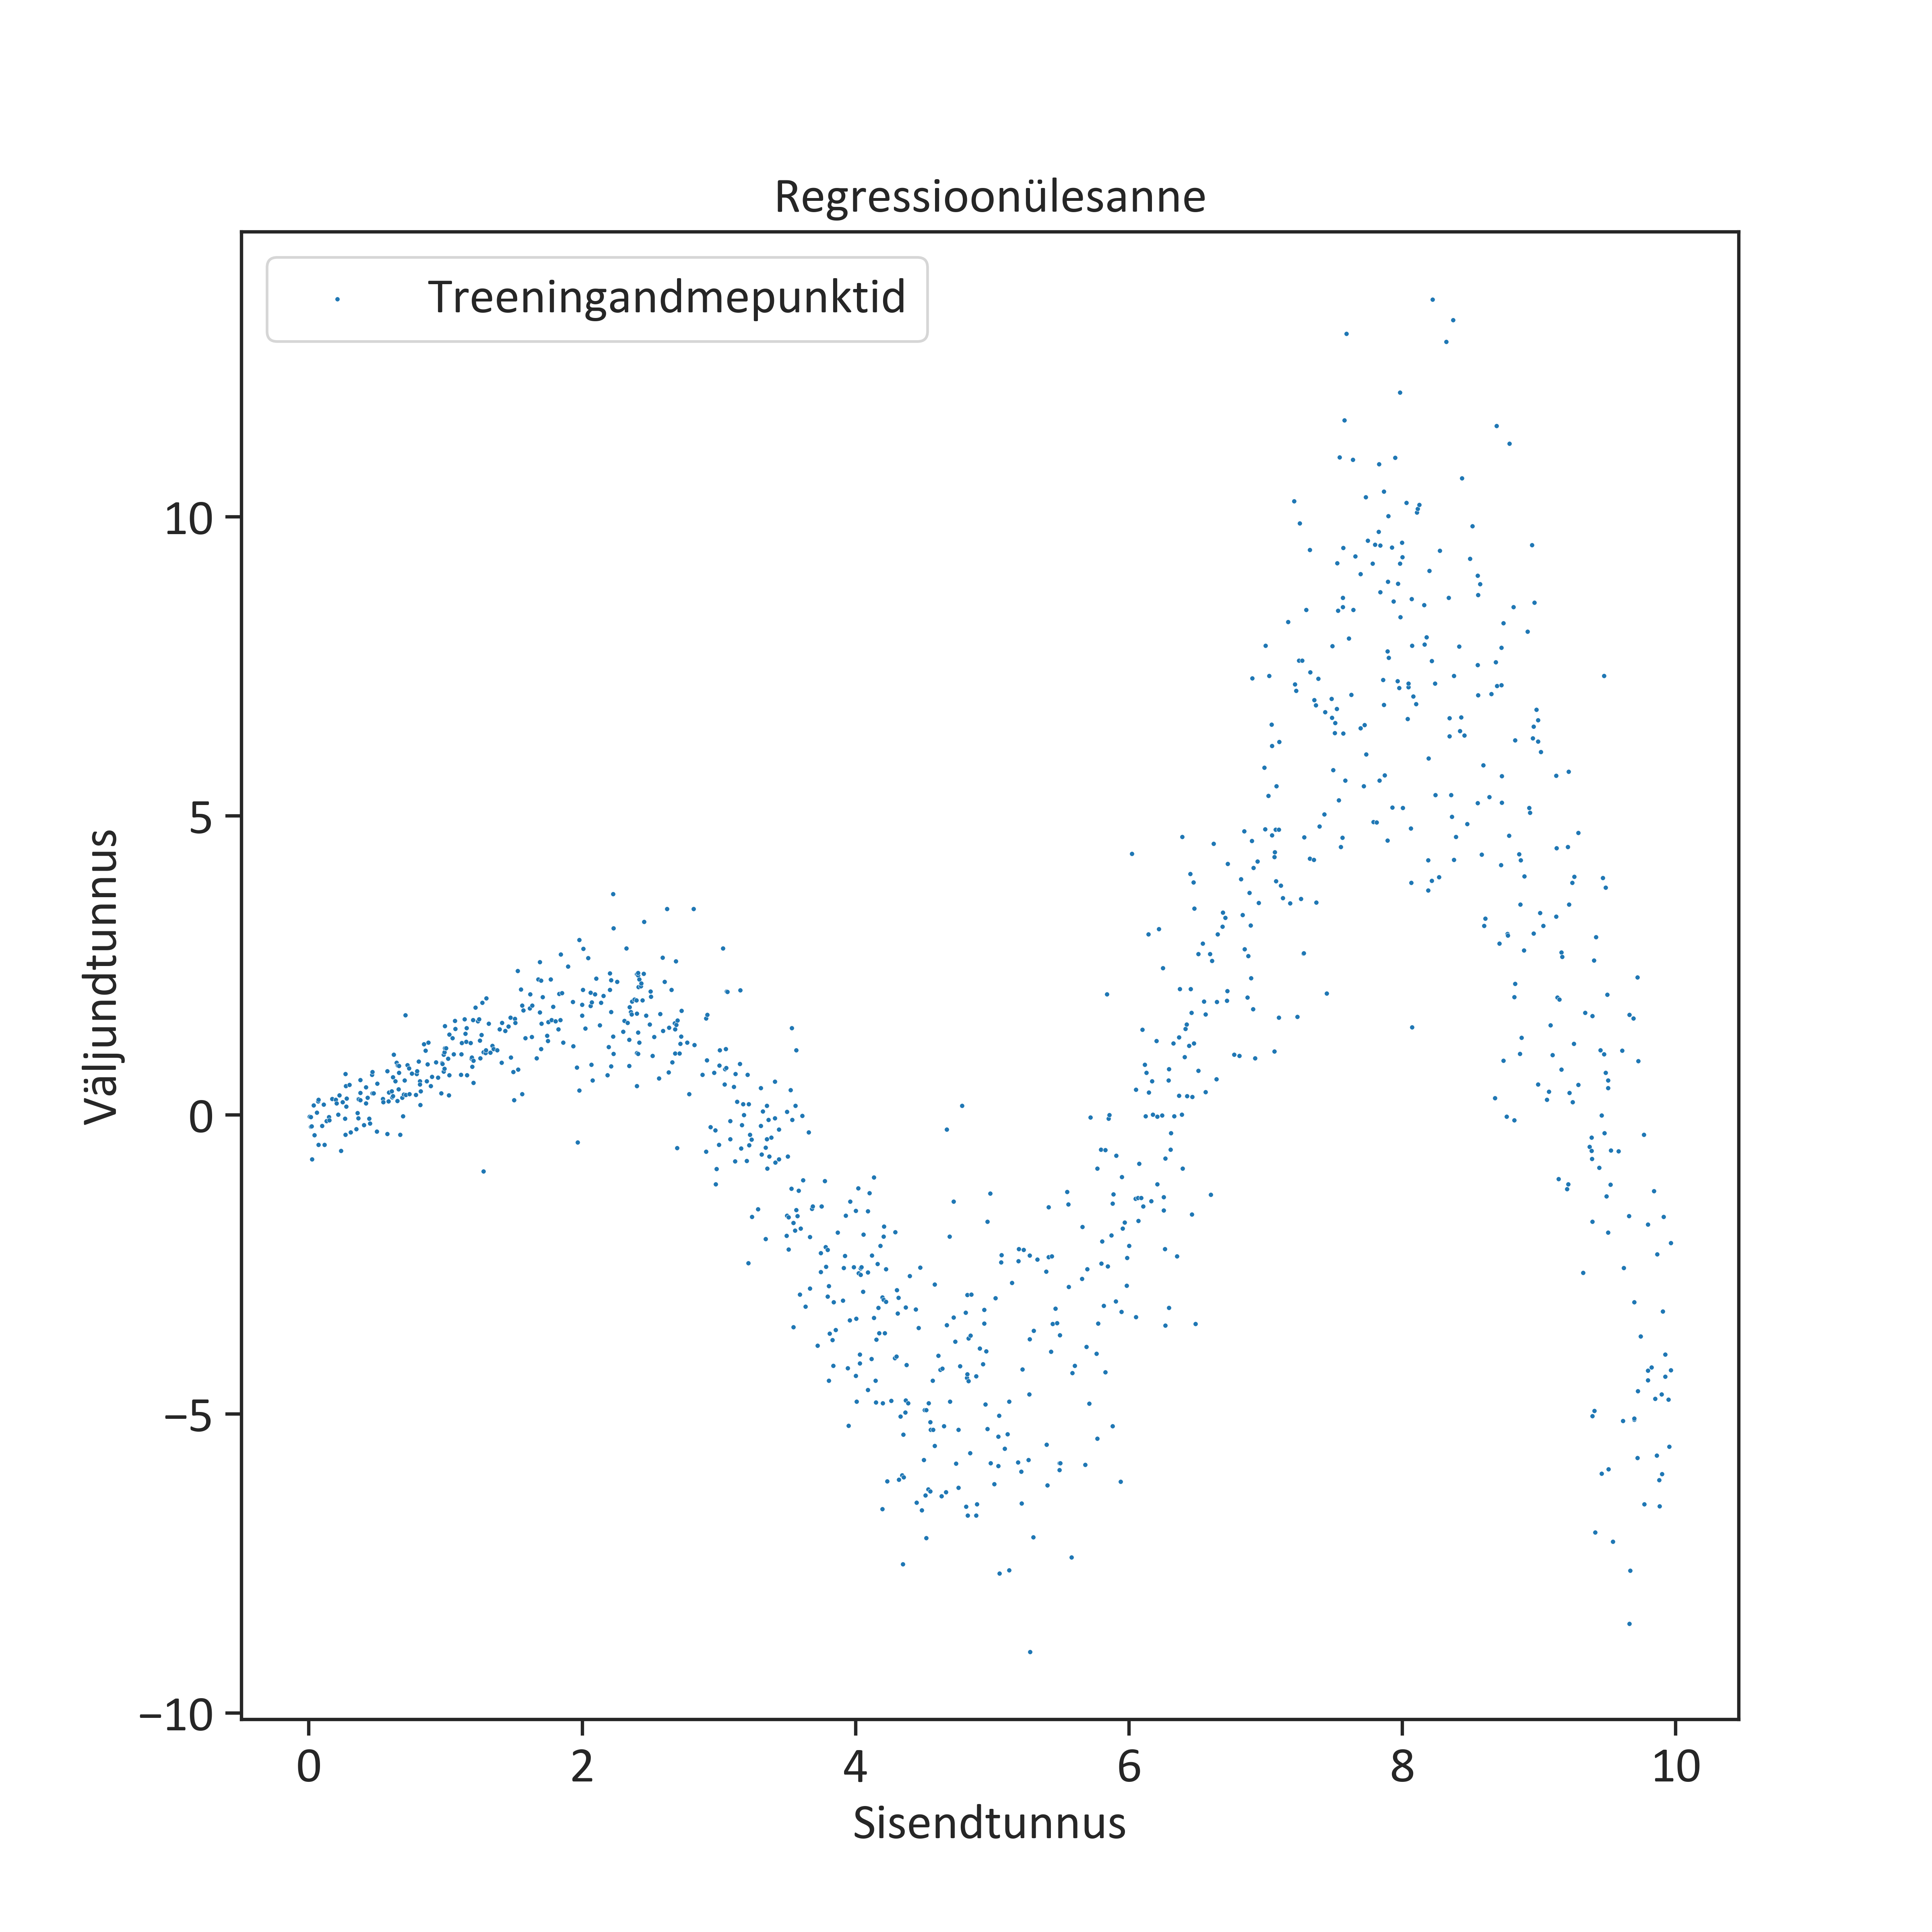 Regressioonülesanne
Treeningandmepunktid
Väljundtunnus
10
5
0
−5
−10
0 2 4 6 8 10
Sisendtunnus